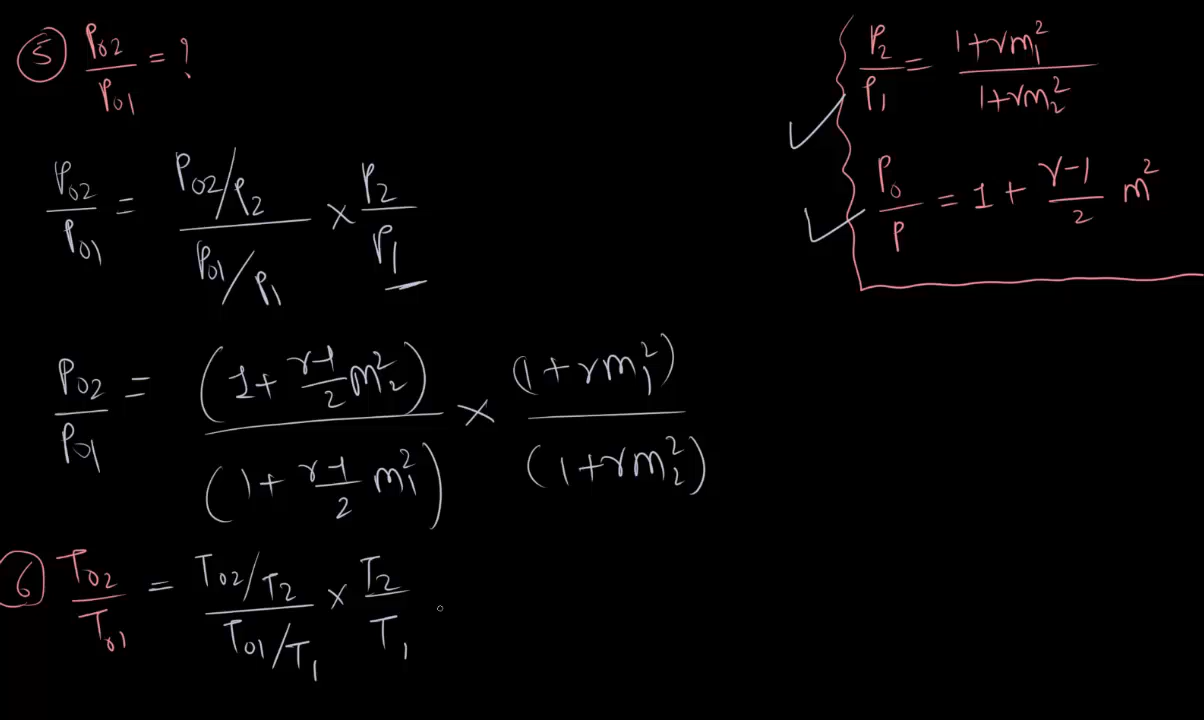 ⑤ P02/P01 = ?
P2/P1 = (1+γm1²)/(1+γm2²)
P0/P = 1 + (γ-1)/2 m²
P02/P01 = (P02/P2)/(P01/P1) × P2/P1
P02/P01 = (1 + (γ-1)/2 m2²)/(1 + (γ-1)/2 m1²) × (1+γm1²)/(1+γm2²)
⑥ T02/T01 = (T02/T2)/(T01/T1) × T2/T1